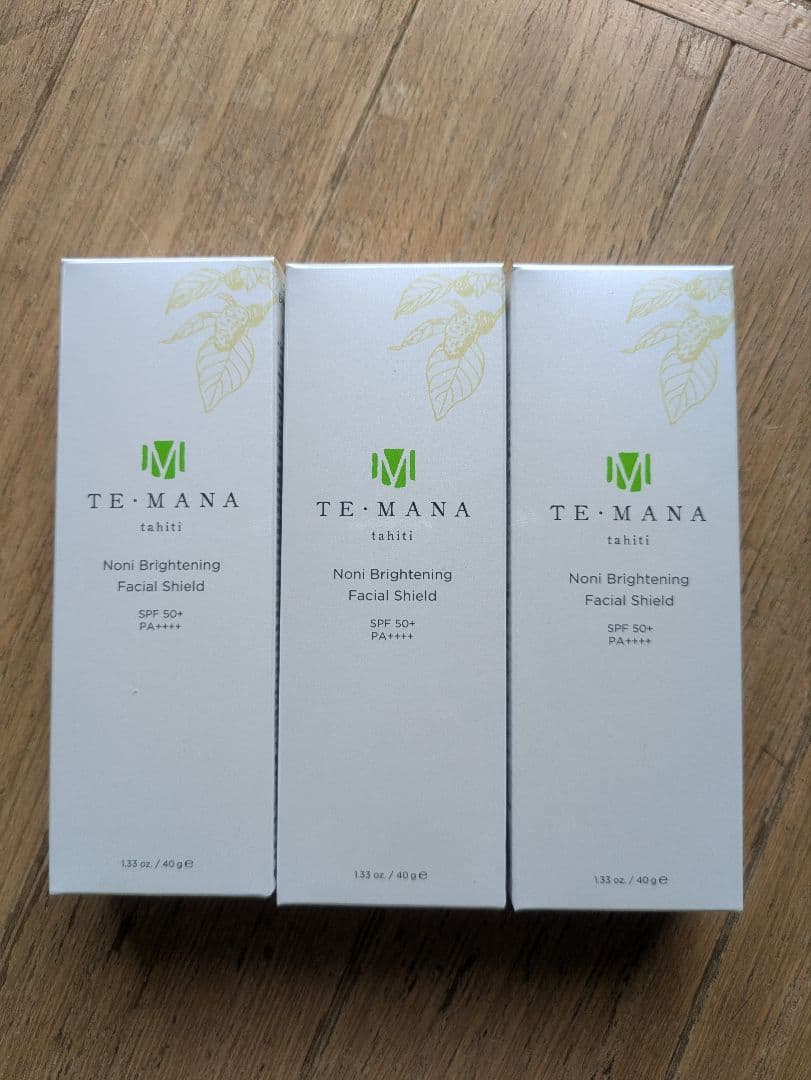 M
TE·MANA
tahiti
Noni Brightening
Facial Shield
SPF 50+
PA++++
1.33 oz. / 40 g ℮
M
TE·MANA
tahiti
Noni Brightening
Facial Shield
SPF 50+
PA++++
1.33 oz. / 40 g ℮
M
TE·MANA
tahiti
Noni Brightening
Facial Shield
SPF 50+
PA++++
1.33 oz. / 40 g ℮